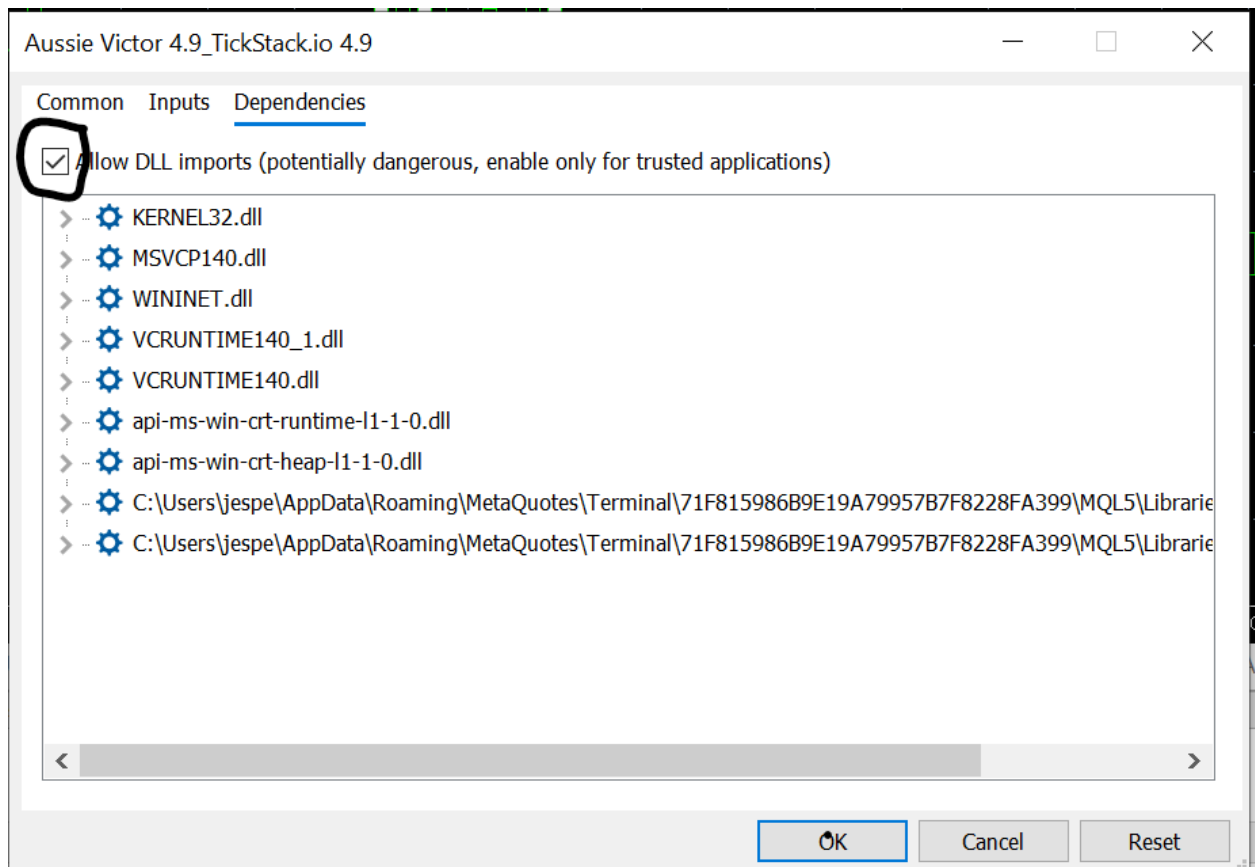 Aussie Victor 4.9_TickStack.io 4.9
Common Inputs Dependencies
Allow DLL imports (potentially dangerous, enable only for trusted applications)
KERNEL32.dll
MSVCP140.dll
WININET.dll
VCRUNTIME140_1.dll
VCRUNTIME140.dll
api-ms-win-crt-runtime-l1-1-0.dll
api-ms-win-crt-heap-l1-1-0.dll
C:\Users\jespe\AppData\Roaming\MetaQuotes\Terminal\71F815986B9E19A79957B7F8228FA399\MQL5\Librarie
C:\Users\jespe\AppData\Roaming\MetaQuotes\Terminal\71F815986B9E19A79957B7F8228FA399\MQL5\Librarie
OK Cancel Reset